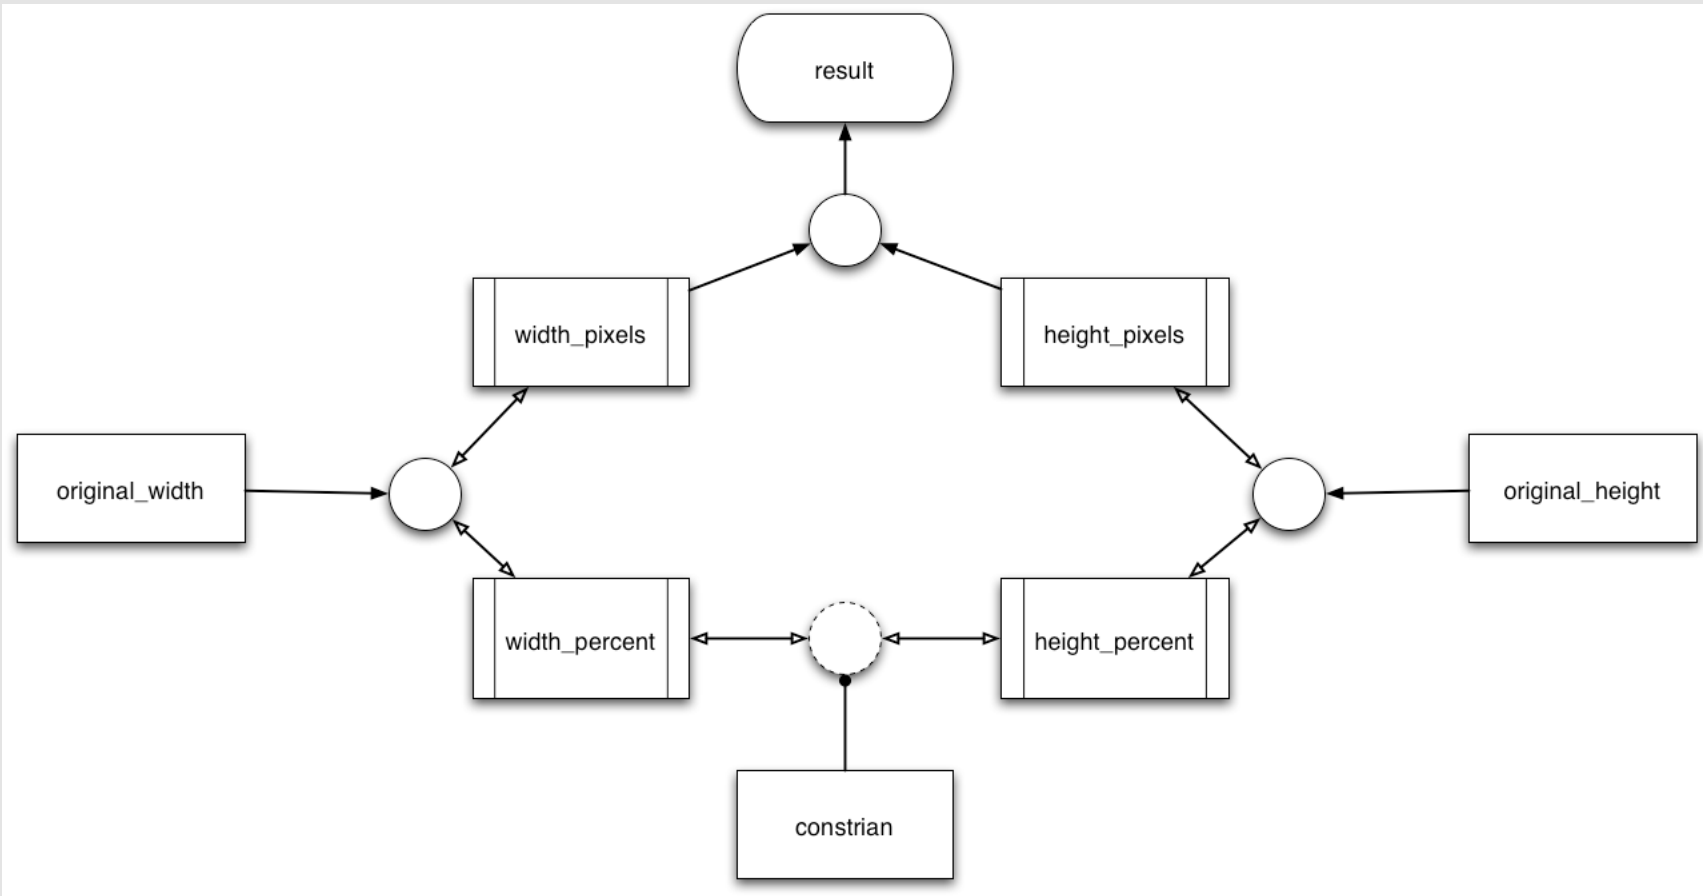 result
width_pixels
height_pixels
original_width
original_height
width_percent
height_percent
constrian